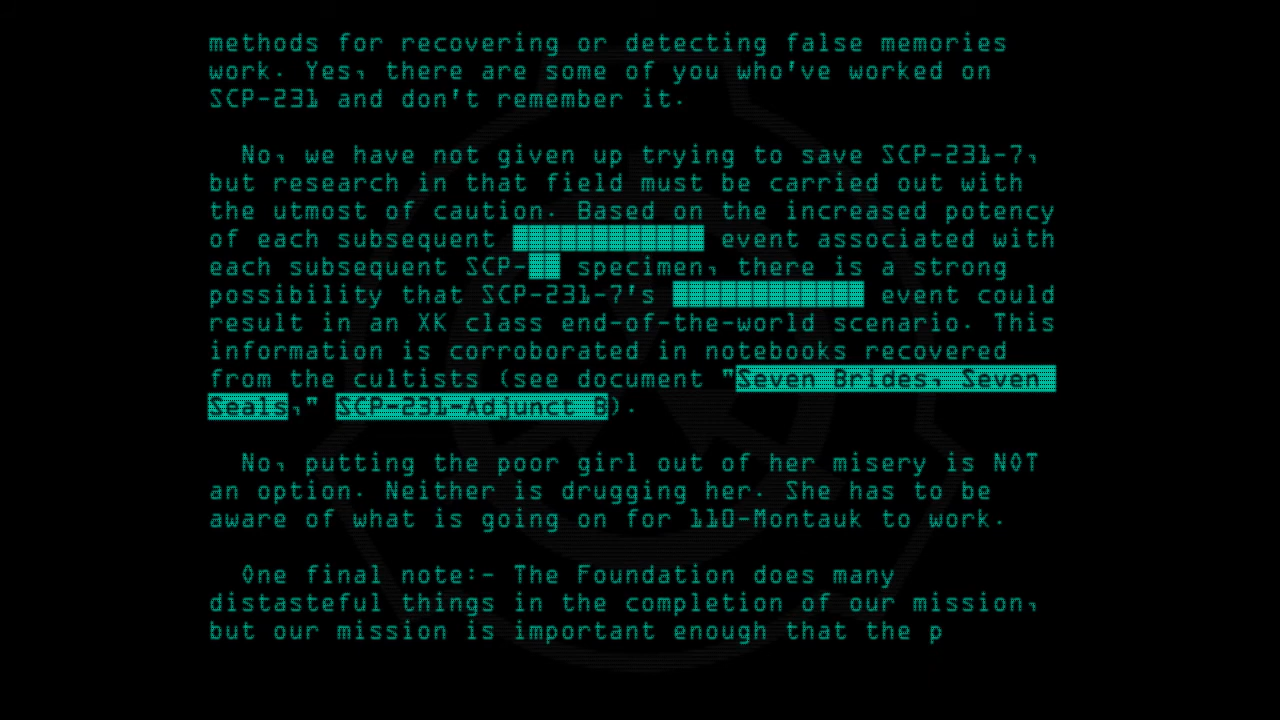 methods for recovering or detecting false memories
work. Yes, there are some of you who've worked on
SCP-231 and don't remember it.
No, we have not given up trying to save SCP-231-7,
but research in that field must be carried out with
the utmost of caution. Based on the increased potency
of each subsequent ████████████ event associated with
each subsequent SCP-██ specimen, there is a strong
possibility that SCP-231-7's ████████████ event could
result in an XK class end-of-the-world scenario. This
information is corroborated in notebooks recovered
from the cultists (see document "Seven Brides, Seven
Seals," SCP-231-Adjunct B).
No, putting the poor girl out of her misery is NOT
an option. Neither is drugging her. She has to be
aware of what is going on for 110-Montauk to work.
One final note:- The Foundation does many
distasteful things in the completion of our mission,
but our mission is important enough that the p